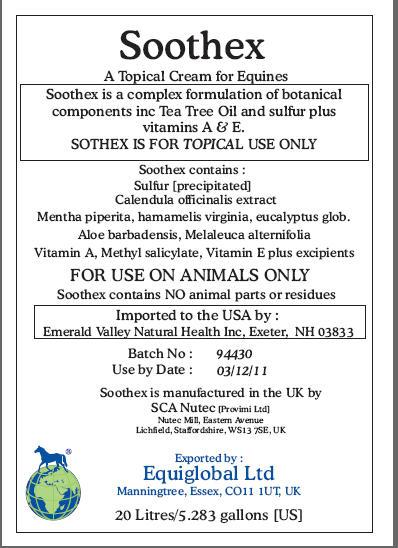 Soothex
A Topical Cream for Equines
Soothex is a complex formulation of botanical
components inc Tea Tree Oil and sulfur plus
vitamins A & E.
SOTHEX IS FOR TOPICAL USE ONLY
Soothex contains :
Sulfur [precipitated]
Calendula officinalis extract
Mentha piperita, hamamelis virginia, eucalyptus glob.
Aloe barbadensis, Melaleuca alternifolia
Vitamin A, Methyl salicylate, Vitamin E plus excipients
FOR USE ON ANIMALS ONLY
Soothex contains NO animal parts or residues
Imported to the USA by :
Emerald Valley Natural Health Inc, Exeter, NH 03833
Batch No : 94430
Use by Date : 03/12/11
Soothex is manufactured in the UK by
SCA Nutec [Provimi Ltd]
Nutec Mill, Eastern Avenue
Lichfield, Staffordshire, WS13 7SE, UK
Exported by :
Equiglobal Ltd
Manningtree, Essex, CO11 1UT, UK
®
20 Litres/5.283 gallons [US]